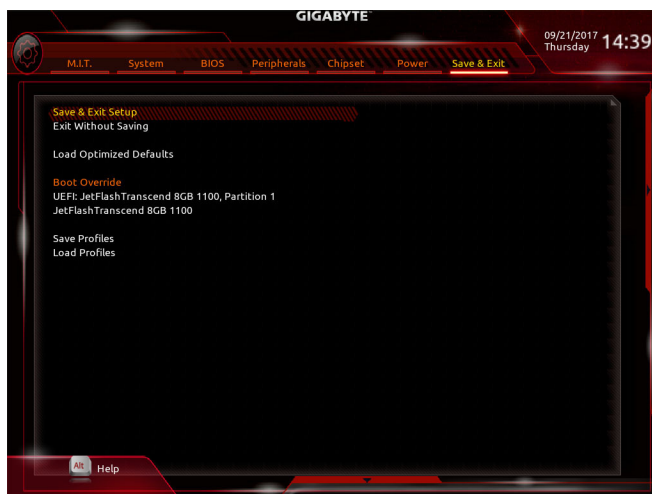 GIGABYTE™
09/21/2017 14:39
Thursday
M.I.T. System BIOS Peripherals Chipset Power Save & Exit
Save & Exit Setup
Exit Without Saving
Load Optimized Defaults
Boot Override
UEFI: JetFlashTranscend 8GB 1100, Partition 1
JetFlashTranscend 8GB 1100
Save Profiles
Load Profiles
Alt Help